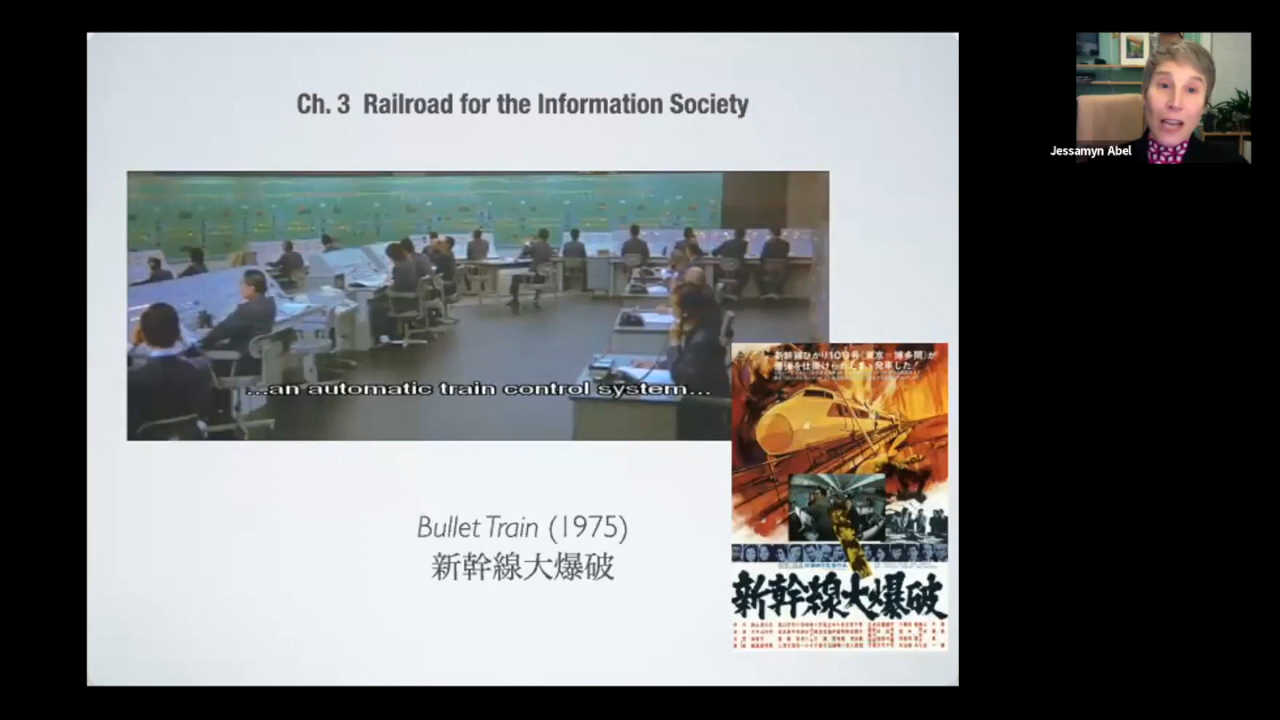 Ch. 3 Railroad for the Information Society
Jessamyn Abel
...an automatic train control system...
新幹線ひかり109号〈東京-博多間〉が
爆弾を仕掛けられたまま発車した!
Bullet Train (1975)
新幹線大爆破
新幹線大爆破